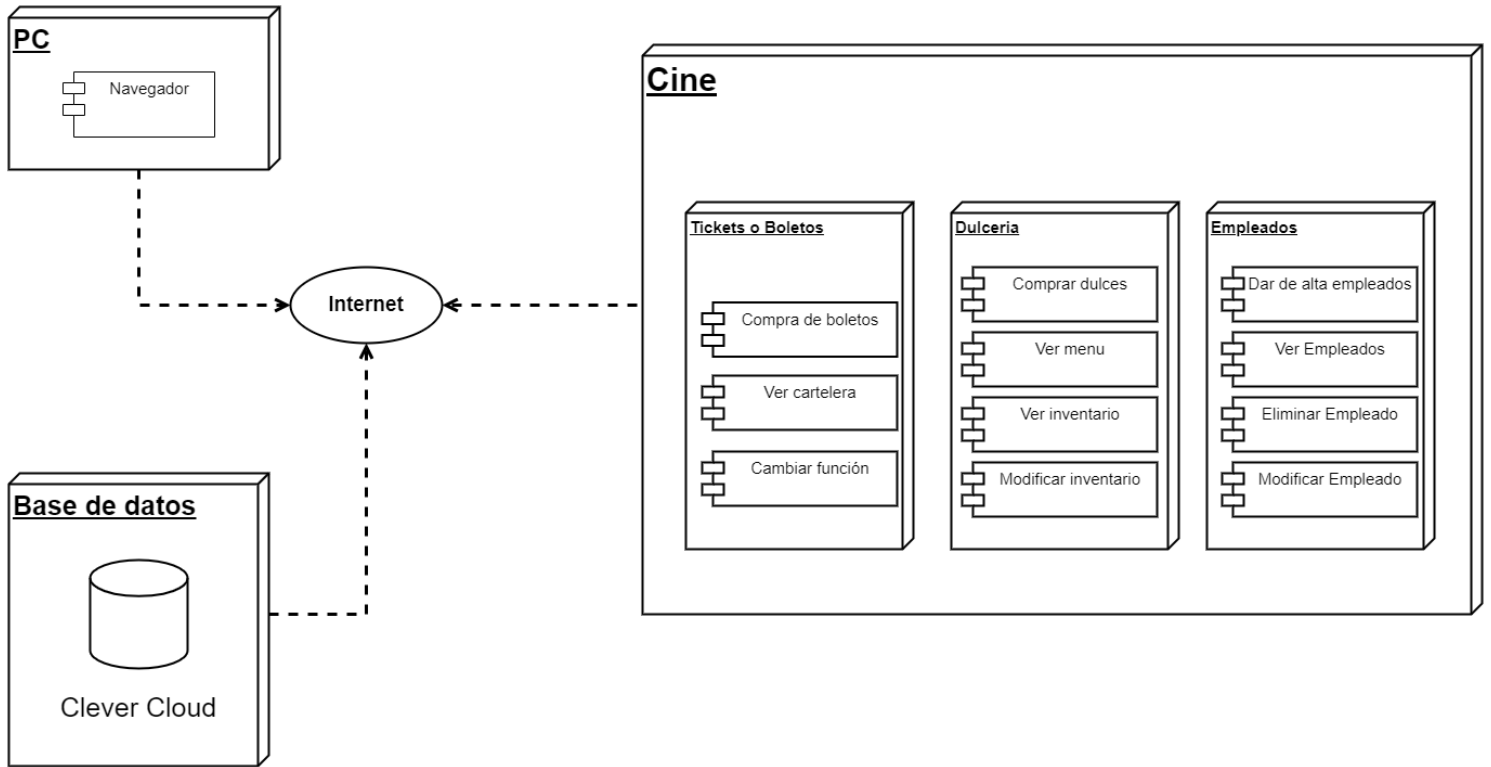 PC
Navegador
Cine
Tickets o Boletos
Compra de boletos
Ver cartelera
Cambiar función
Dulceria
Comprar dulces
Ver menu
Ver inventario
Modificar inventario
Empleados
Dar de alta empleados
Ver Empleados
Eliminar Empleado
Modificar Empleado
Internet
Base de datos
Clever Cloud